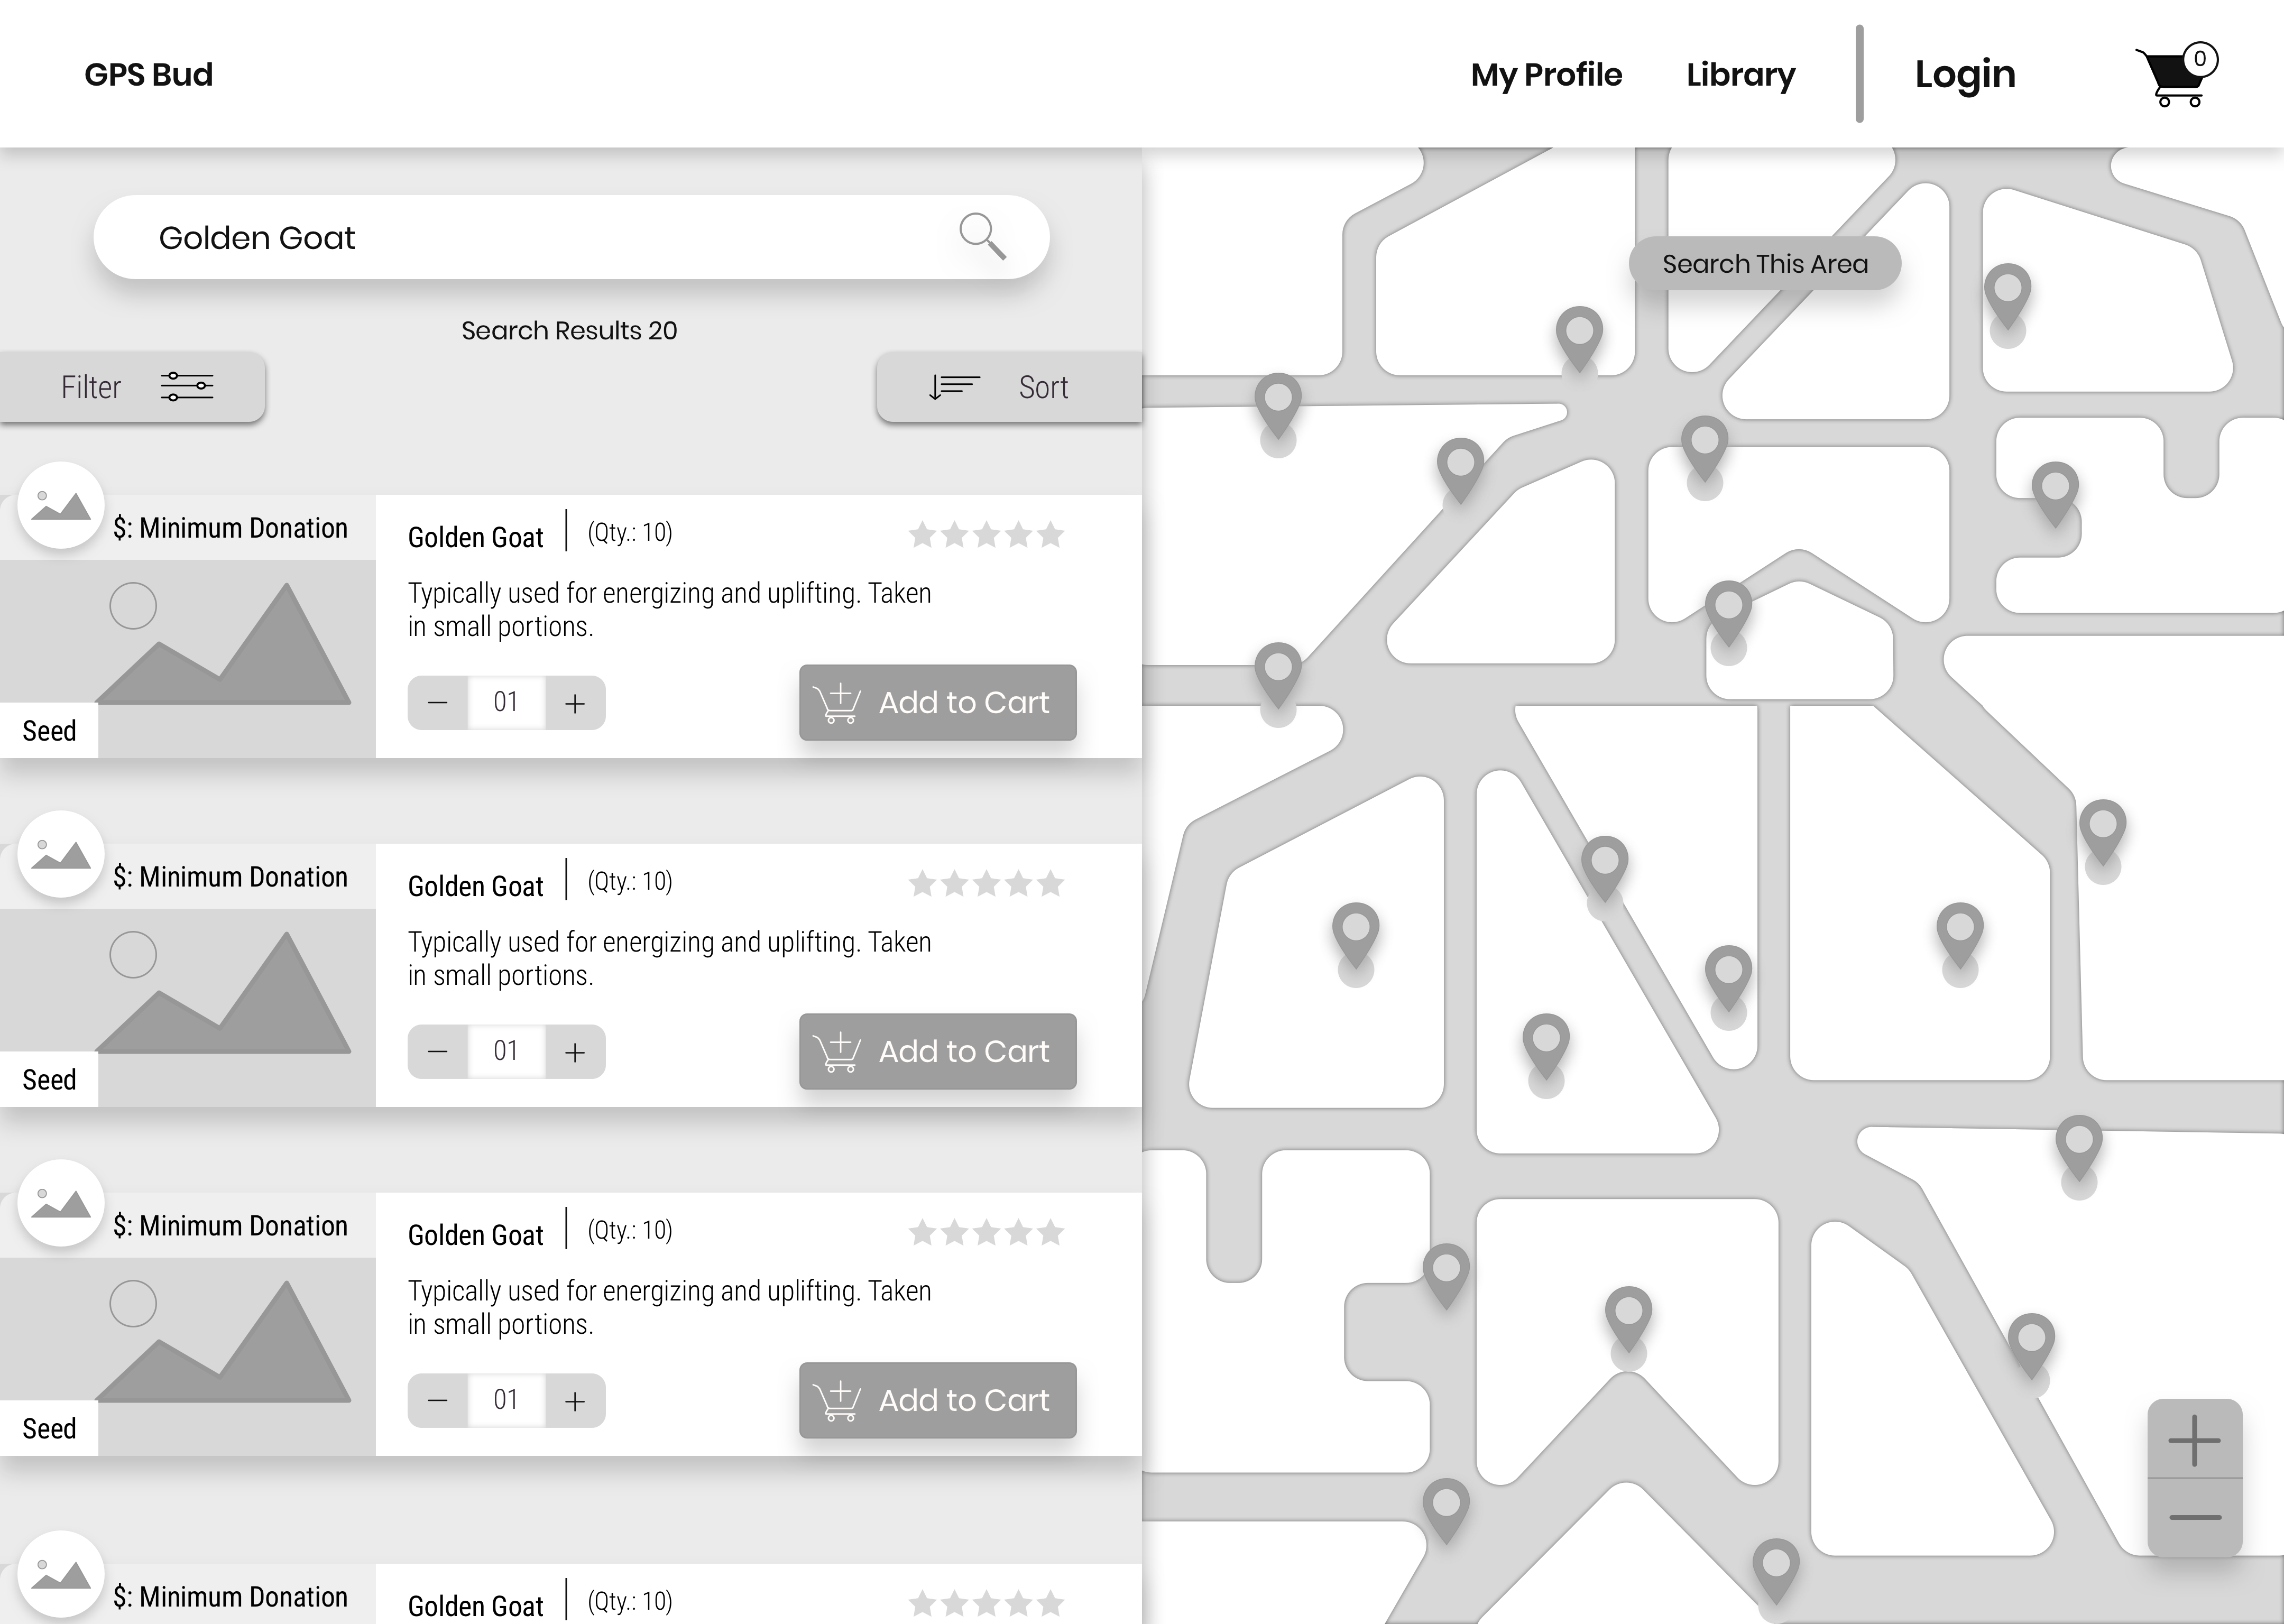 GPS Bud
My Profile
Library
Login
0
Golden Goat
Search Results 20
Filter
Sort
Search This Area
$: Minimum Donation
Golden Goat
(Qty.: 10)
Typically used for energizing and uplifting. Taken
in small portions.
Seed
01
Add to Cart
$: Minimum Donation
Golden Goat
(Qty.: 10)
Typically used for energizing and uplifting. Taken
in small portions.
Seed
01
Add to Cart
$: Minimum Donation
Golden Goat
(Qty.: 10)
Typically used for energizing and uplifting. Taken
in small portions.
Seed
01
Add to Cart
$: Minimum Donation
Golden Goat
(Qty.: 10)